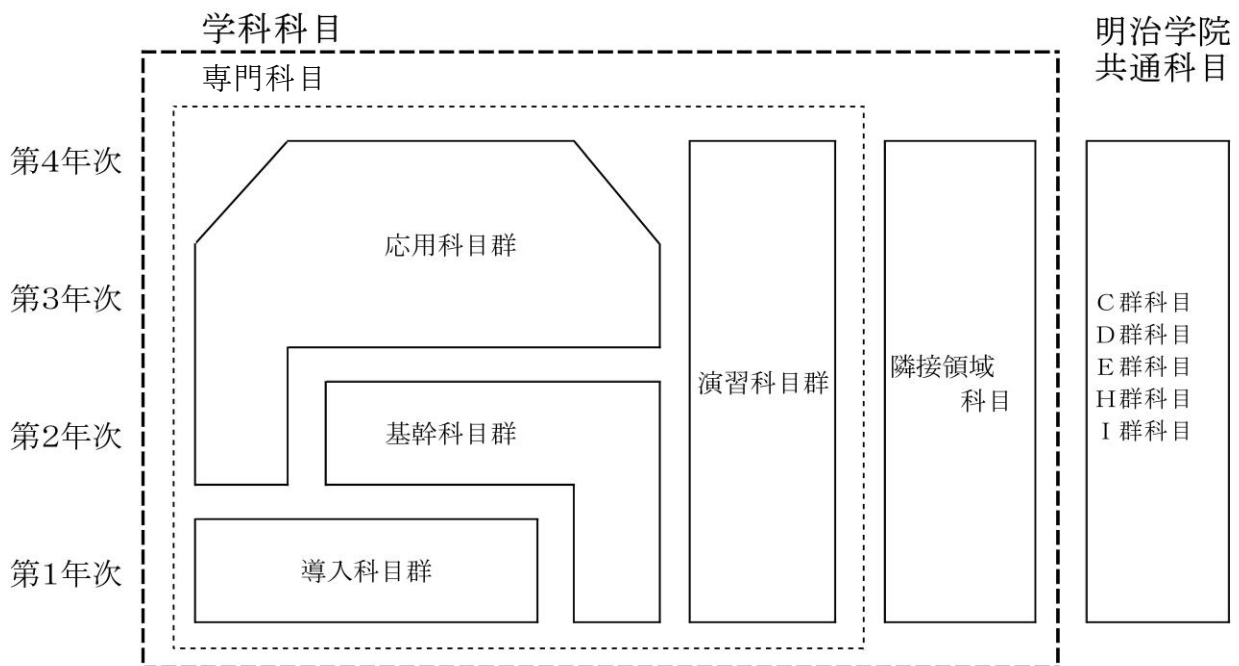 学科科目
明治学院
共通科目
専門科目
第4年次
応用科目群
第3年次
C群科目
D群科目
E群科目
H群科目
I群科目
演習科目群
隣接領域
科目
第2年次
基幹科目群
第1年次
導入科目群